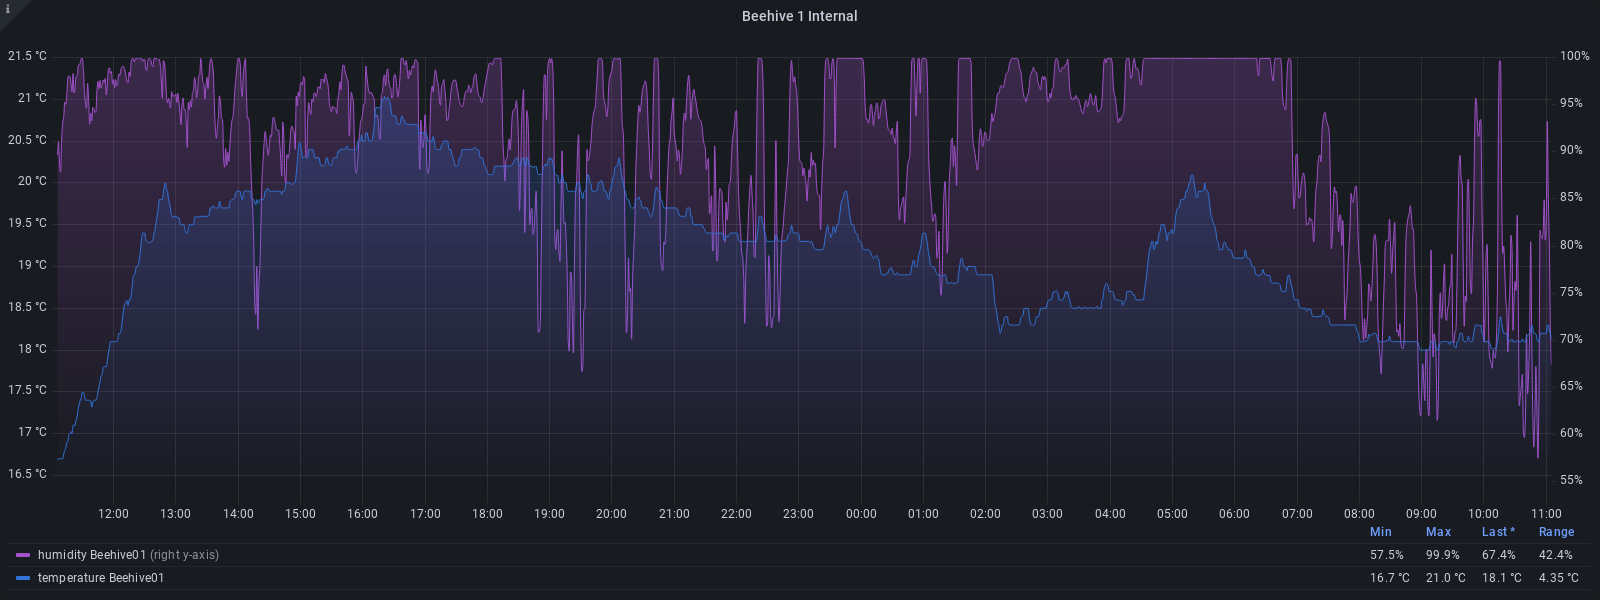 i
Beehive 1 Internal
21.5 °C
21 °C
20.5 °C
20 °C
19.5 °C
19 °C
18.5 °C
18 °C
17.5 °C
17 °C
16.5 °C
100%
95%
90%
85%
80%
75%
70%
65%
60%
55%
12:00 13:00 14:00 15:00 16:00 17:00 18:00 19:00 20:00 21:00 22:00 23:00 00:00 01:00 02:00 03:00 04:00 05:00 06:00 07:00 08:00 09:00 10:00 11:00
Min Max Last * Range
humidity Beehive01 (right y-axis) 57.5% 99.9% 67.4% 42.4%
temperature Beehive01 16.7 °C 21.0 °C 18.1 °C 4.35 °C